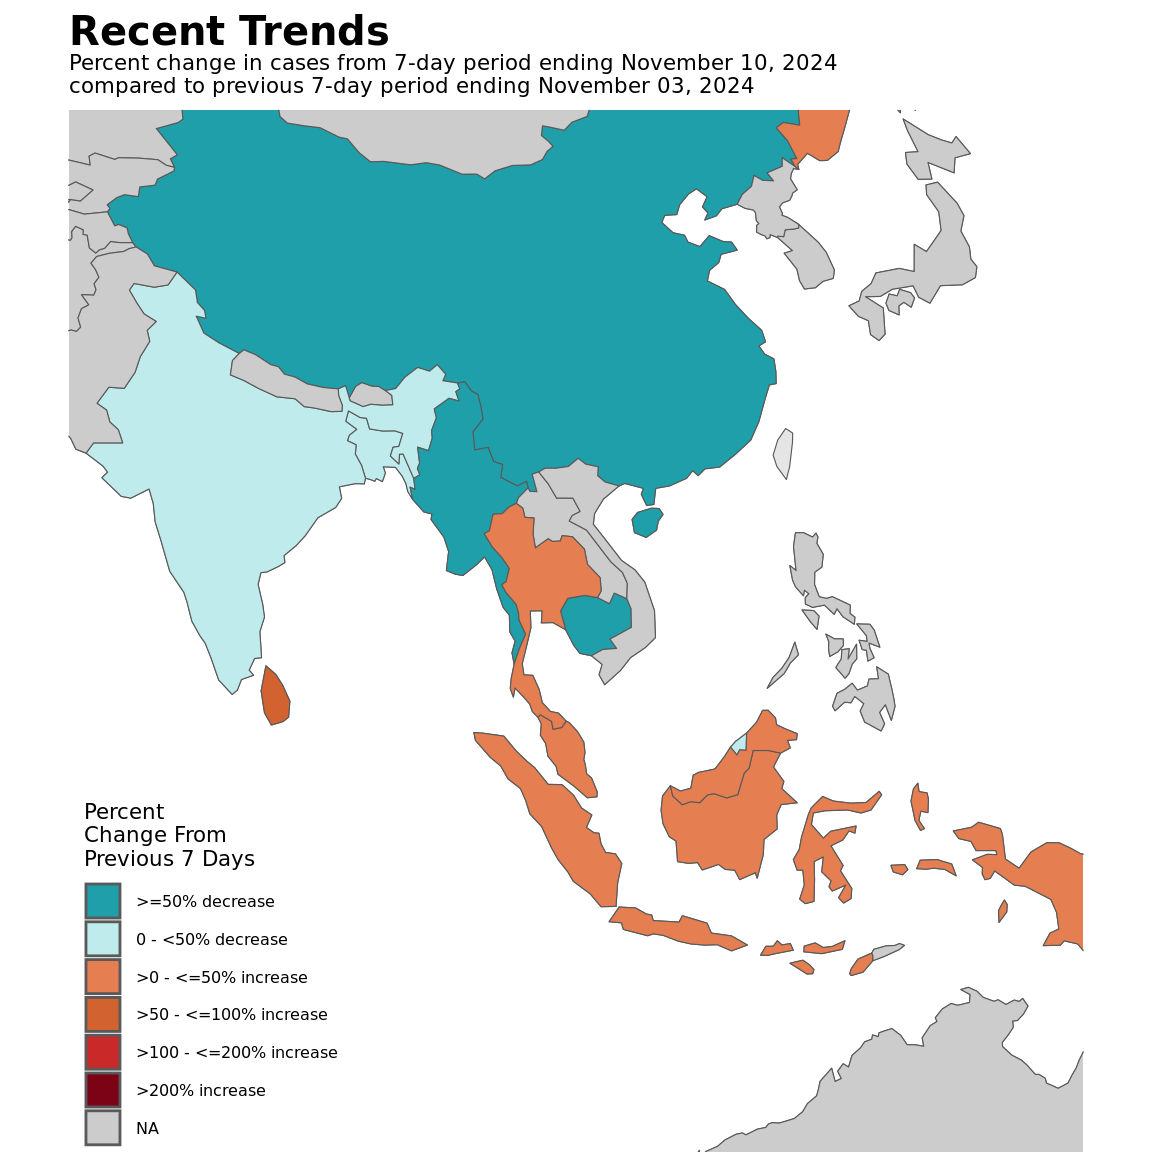 Recent Trends
Percent change in cases from 7-day period ending November 10, 2024
compared to previous 7-day period ending November 03, 2024
Percent
Change From
Previous 7 Days
>=50% decrease
0 - <50% decrease
>0 - <=50% increase
>50 - <=100% increase
>100 - <=200% increase
>200% increase
NA